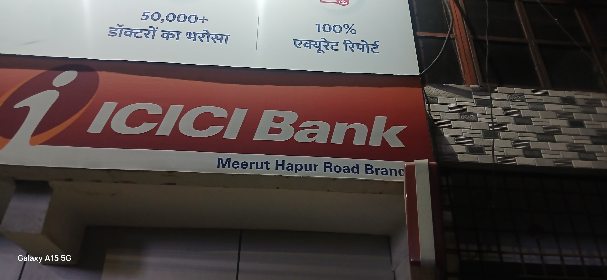 50,000+
डॉक्टरों का भरोसा
100%
एक्यूरेट रिपोर्ट
ICICI Bank
Meerut Hapur Road Branc
Galaxy A15 5G